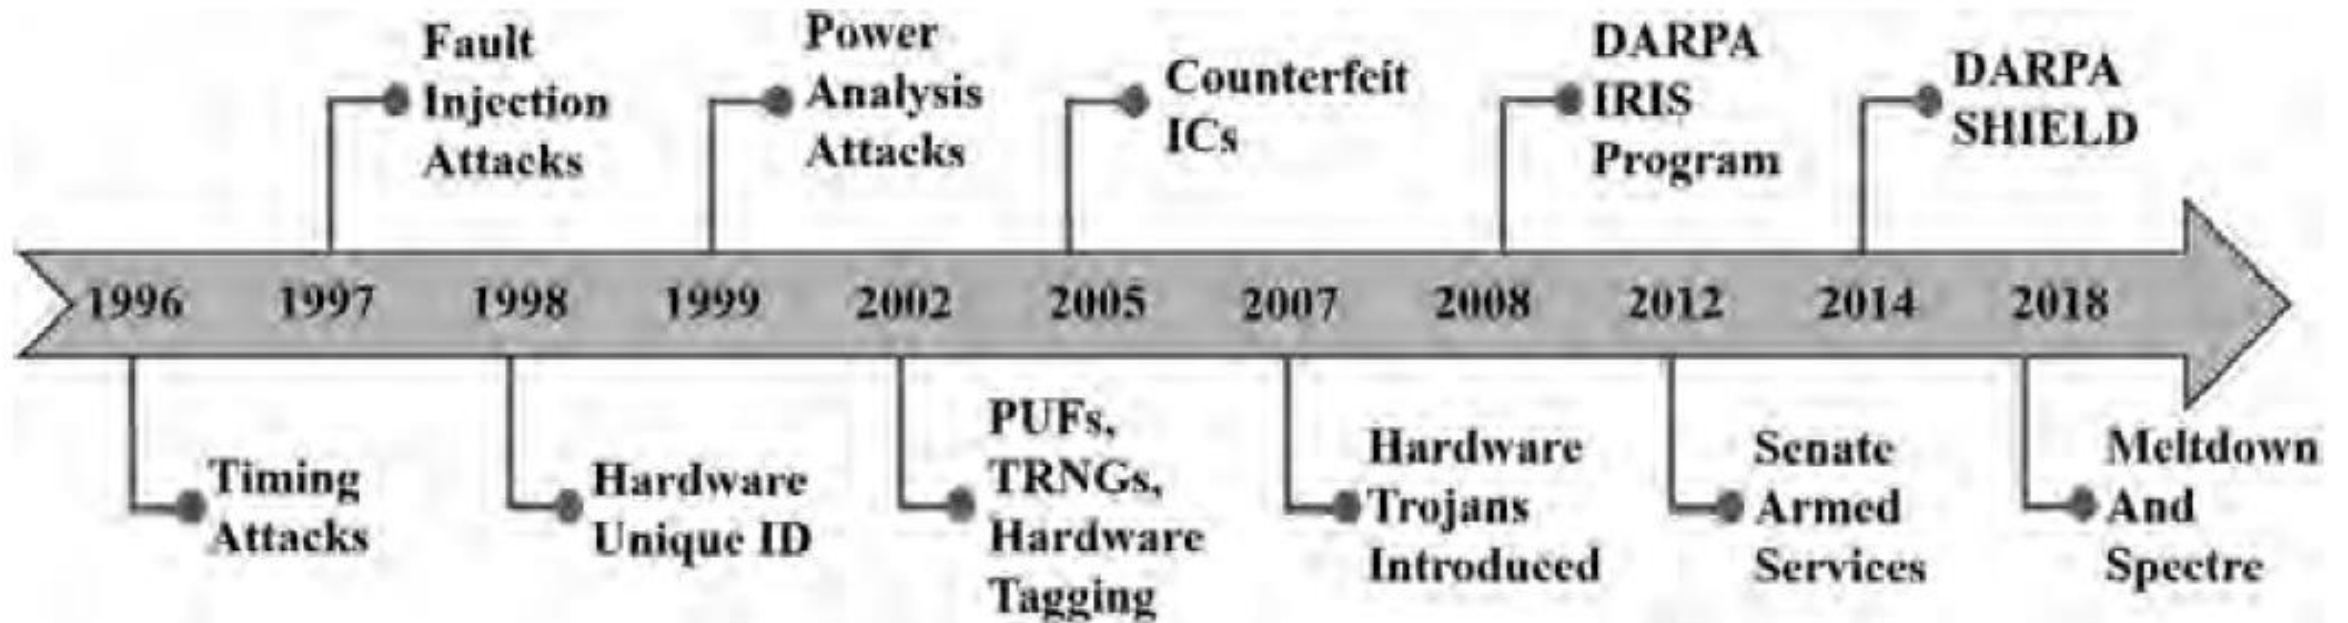 Fault
Injection
Attacks
Power
Analysis
Attacks
Counterfeit
ICs
DARPA
IRIS
Program
DARPA
SHIELD
1996 1997 1998 1999 2002 2005 2007 2008 2012 2014 2018
Timing
Attacks
Hardware
Unique ID
PUFs,
TRNGs,
Hardware
Tagging
Hardware
Trojans
Introduced
Senate
Armed
Services
Meltdown
And
Spectre